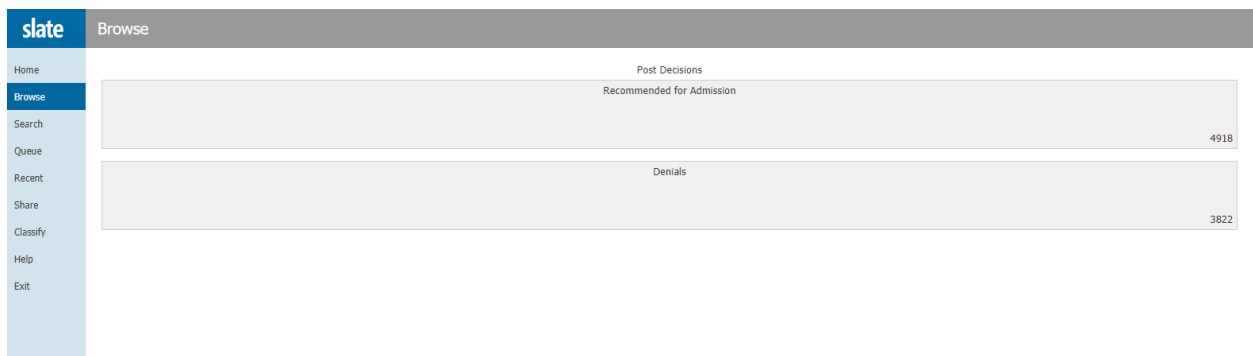 slate
Browse
Home
Browse
Search
Queue
Recent
Share
Classify
Help
Exit
Post Decisions
Recommended for Admission
4918
Denials
3822